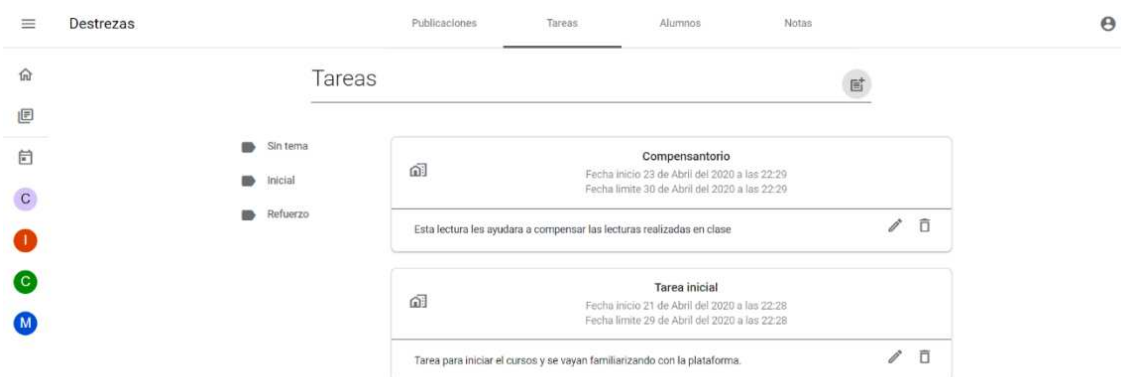 Destrezas
Publicaciones
Tareas
Alumnos
Notas
Tareas
Sin tema
Inicial
Refuerzo
C
I
C
M
Compensantorio
Fecha inicio 23 de Abril del 2020 a las 22:29
Fecha limite 30 de Abril del 2020 a las 22:29
Esta lectura les ayudara a compensar las lecturas realizadas en clase
Tarea inicial
Fecha inicio 21 de Abril del 2020 a las 22:28
Fecha limite 29 de Abril del 2020 a las 22:28
Tarea para iniciar el cursos y se vayan familiarizando con la plataforma.